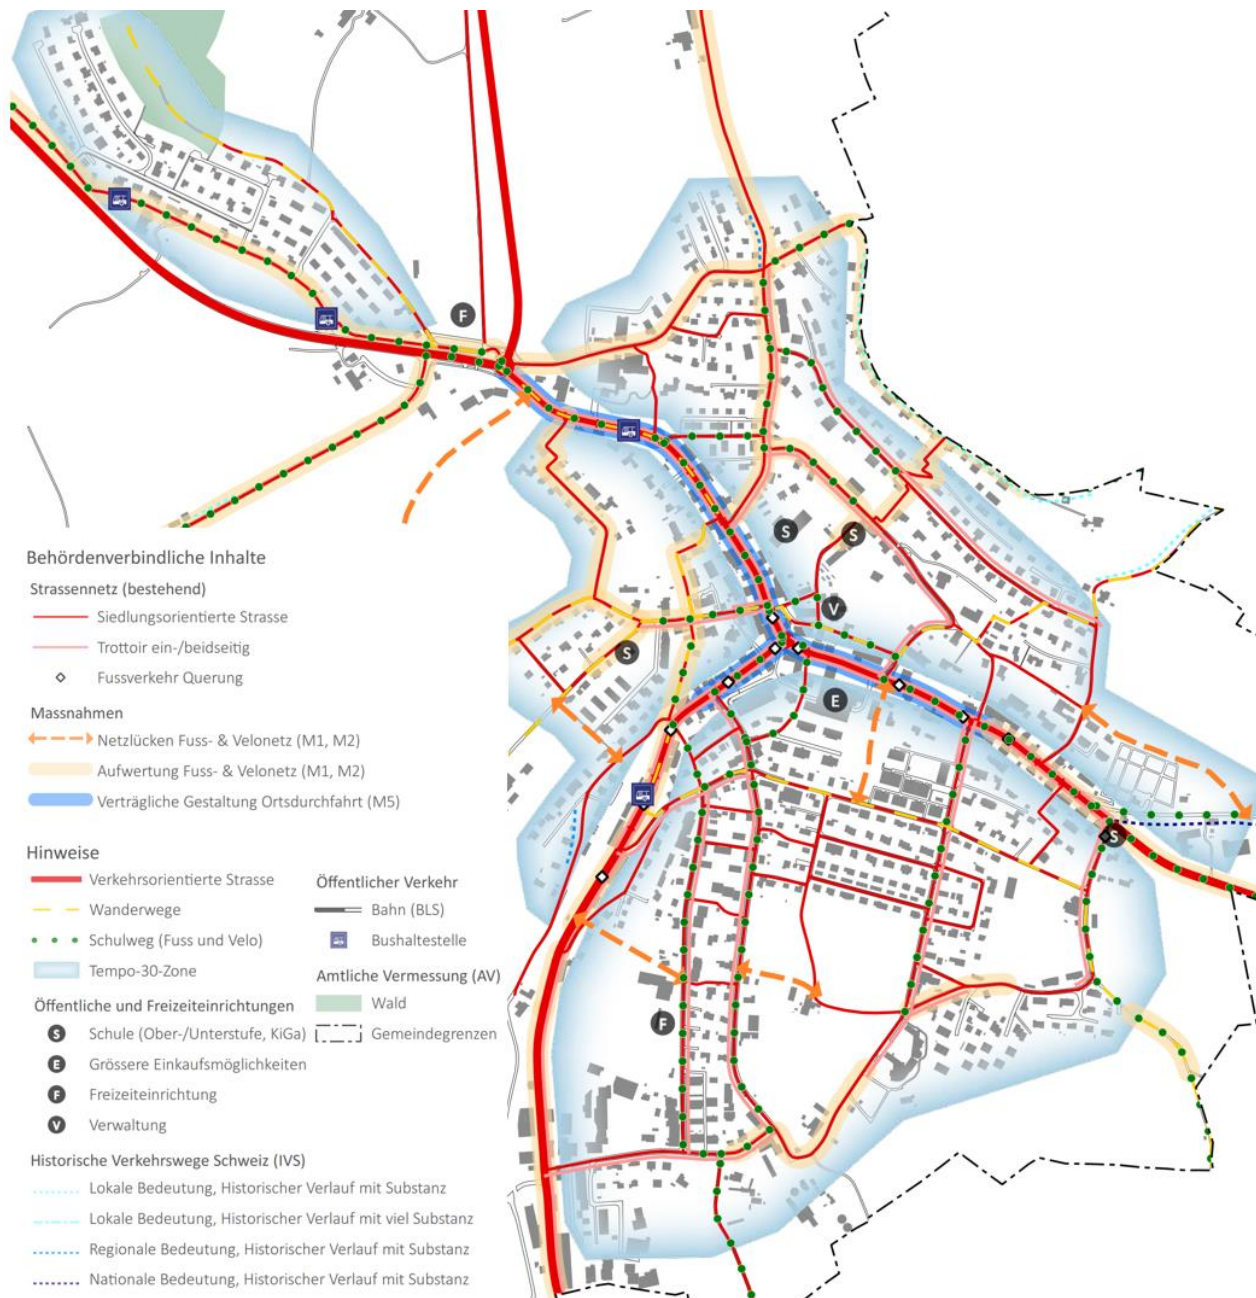 F
S
S
V
S
E
S
F
Behördenverbindliche Inhalte
Strassennetz (bestehend)
Siedlungsorientierte Strasse
Trottoir ein-/beidseitig
Fussverkehr Querung
Massnahmen
Netzlücken Fuss- & Velonetz (M1, M2)
Aufwertung Fuss- & Velonetz (M1, M2)
Verträgliche Gestaltung Ortsdurchfahrt (M5)
Hinweise
Verkehrsorientierte Strasse
Wanderwege
Schulweg (Fuss und Velo)
Tempo-30-Zone
Öffentliche und Freizeiteinrichtungen
S Schule (Ober-/Unterstufe, KiGa)
E Grössere Einkaufsmöglichkeiten
F Freizeiteinrichtung
V Verwaltung
Öffentlicher Verkehr
Bahn (BLS)
Bushaltestelle
Amtliche Vermessung (AV)
Wald
Gemeindegrenzen
Historische Verkehrswege Schweiz (IVS)
Lokale Bedeutung, Historischer Verlauf mit Substanz
Lokale Bedeutung, Historischer Verlauf mit viel Substanz
Regionale Bedeutung, Historischer Verlauf mit Substanz
Nationale Bedeutung, Historischer Verlauf mit Substanz